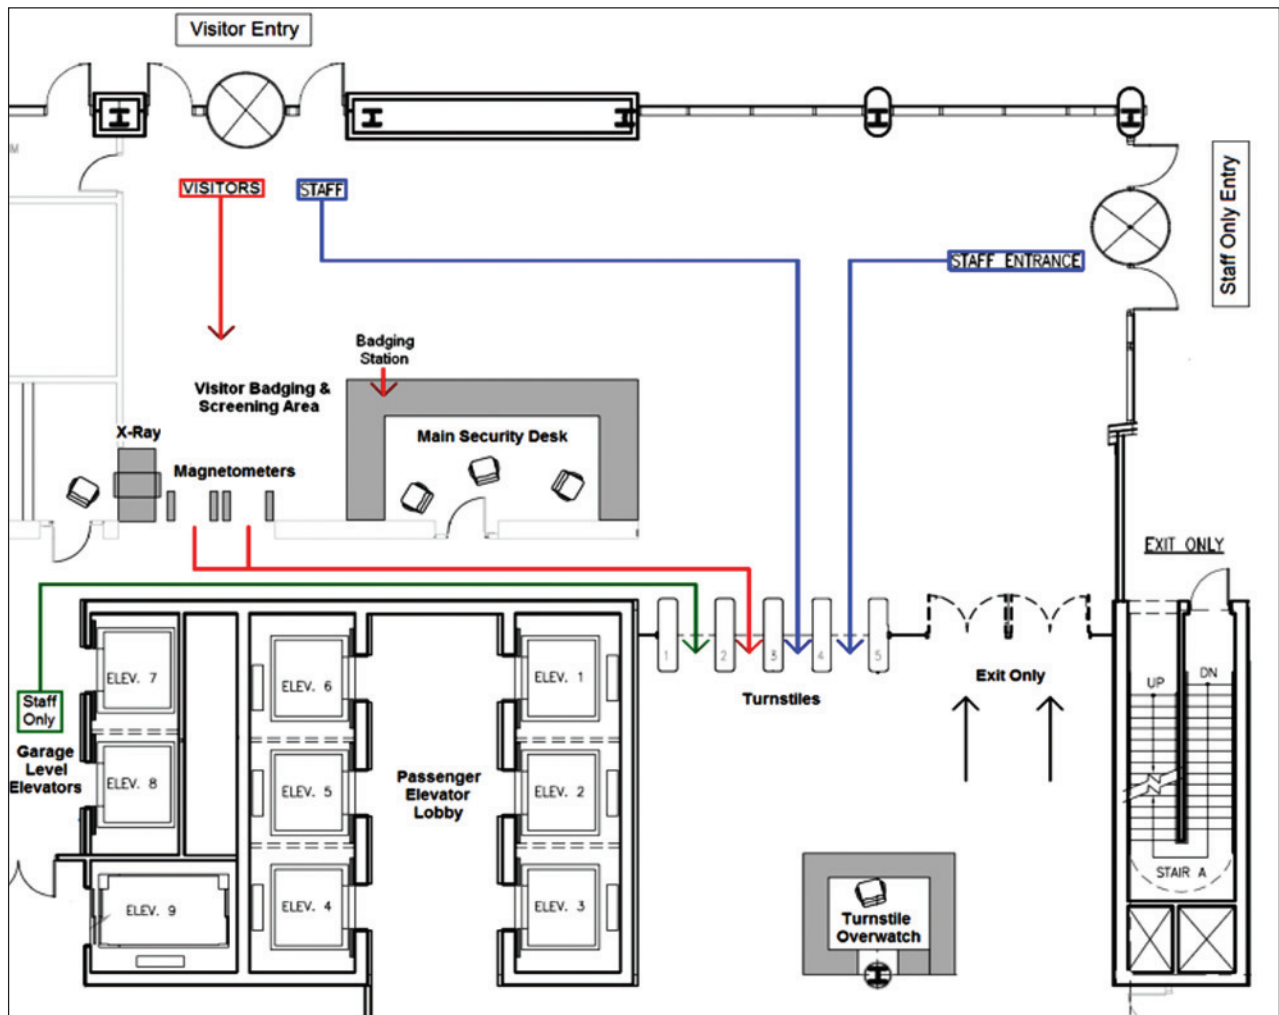 Visitor Entry
M
VISITORS
STAFF
Staff Only Entry
STAFF ENTRANCE
Badging
Station
Visitor Badging &
Screening Area
X-Ray
Main Security Desk
Magnetometers
EXIT ONLY
ELEV. 7
ELEV. 6
ELEV. 1
1
2
3
4
5
Exit Only
UP
DN
Staff
Only
Turnstiles
Garage
Level
Elevators
ELEV. 8
ELEV. 5
Passenger
Elevator
Lobby
ELEV. 2
STAIR A
ELEV. 9
ELEV. 4
ELEV. 3
Turnstile
Overwatch